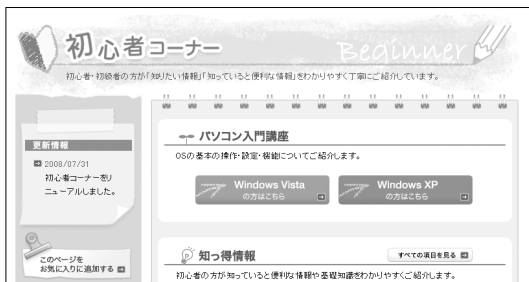 初心者コーナー
Beginner
初心者・初級者の方が「知りたい情報」「知っていると便利な情報」をわかりやすく丁寧にご紹介しています。
更新情報
2008/07/31
初心者コーナーをリ
ニューアルしました。
このページを
お気に入りに追加する
パソコン入門講座
OSの基本の操作・設定・機能についてご紹介します。
Windows Vista
の方はこちら
Windows XP
の方はこちら
知っ得情報
すべての項目を見る
初心者の方が知っていると便利な情報や基礎知識をわかりやすくご紹介します。